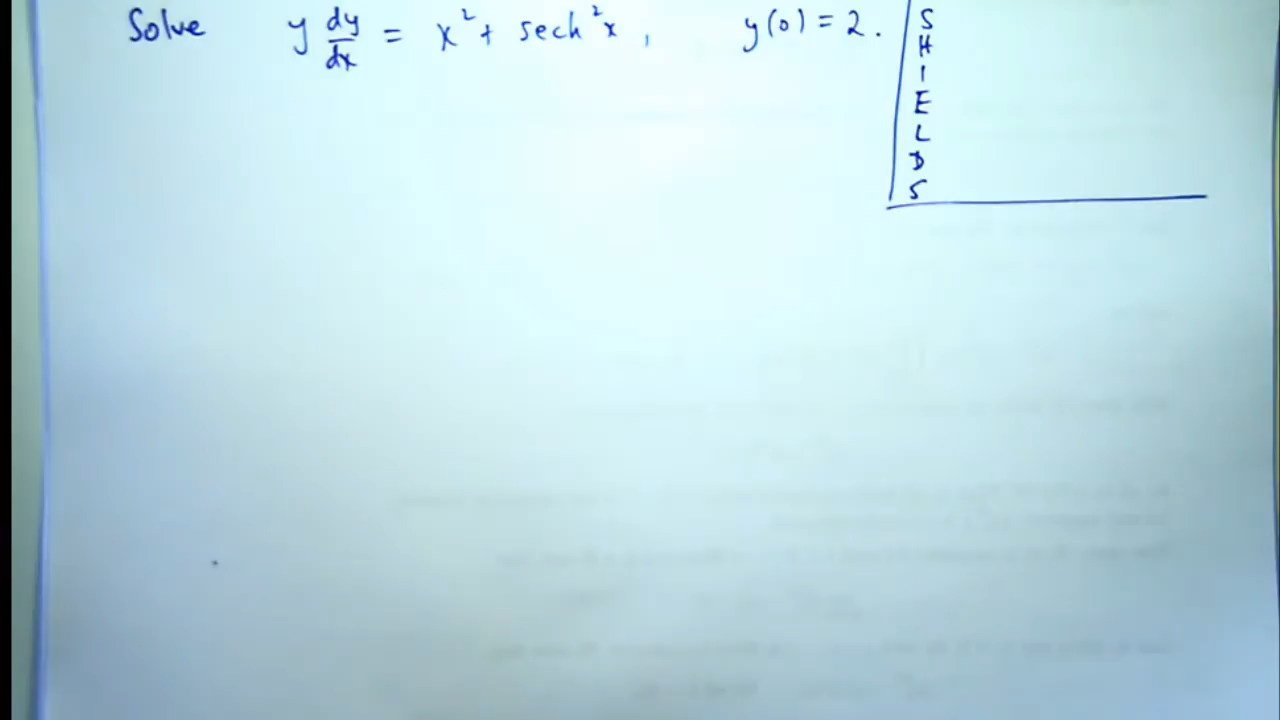 Solve y dy/dx = x² + sech²x, y(0) = 2.
S
H
I
E
L
D
S